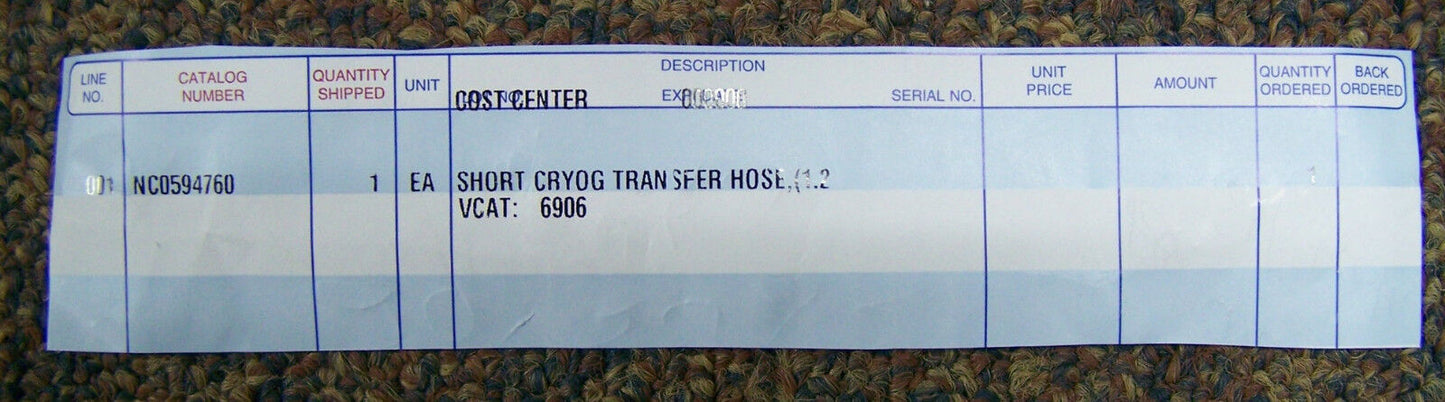 LINE NO. CATALOG NUMBER QUANTITY SHIPPED UNIT DESCRIPTION UNIT PRICE AMOUNT QUANTITY ORDERED BACK ORDERED
COST CENTER SERIAL NO.
001 NC0594760 1 EA SHORT CRYOG TRANSFER HOSE,(1.2 1
VCAT: 6906